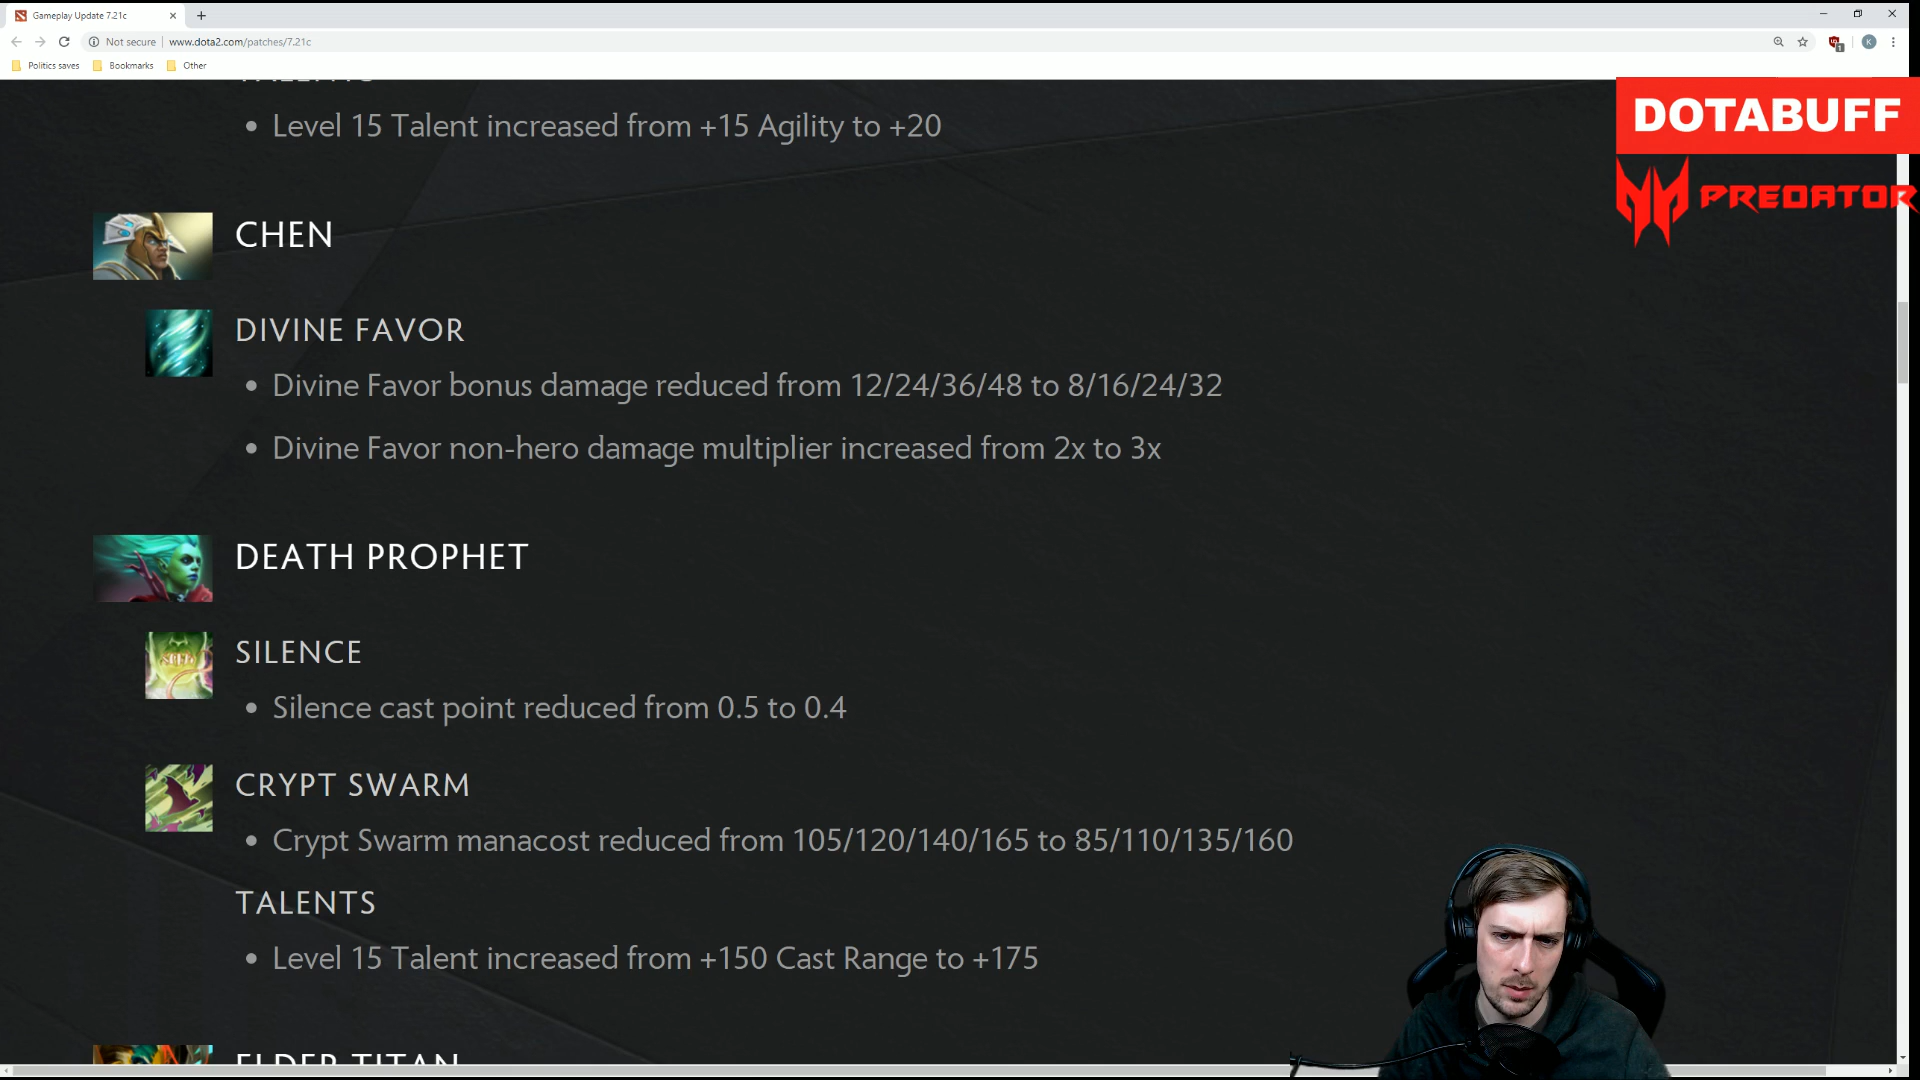 Gameplay Update 7.21c
Not secure
www.dota2.com/patches/7.21c
Politics saves
Bookmarks
Other
TALENTS
Level 15 Talent increased from +15 Agility to +20
DOTABUFF
PREDATOR
CHEN
DIVINE FAVOR
Divine Favor bonus damage reduced from 12/24/36/48 to 8/16/24/32
Divine Favor non-hero damage multiplier increased from 2x to 3x
DEATH PROPHET
SILENCE
Silence cast point reduced from 0.5 to 0.4
CRYPT SWARM
Crypt Swarm manacost reduced from 105/120/140/165 to 85/110/135/160
TALENTS
Level 15 Talent increased from +150 Cast Range to +175
ELDER TITAN